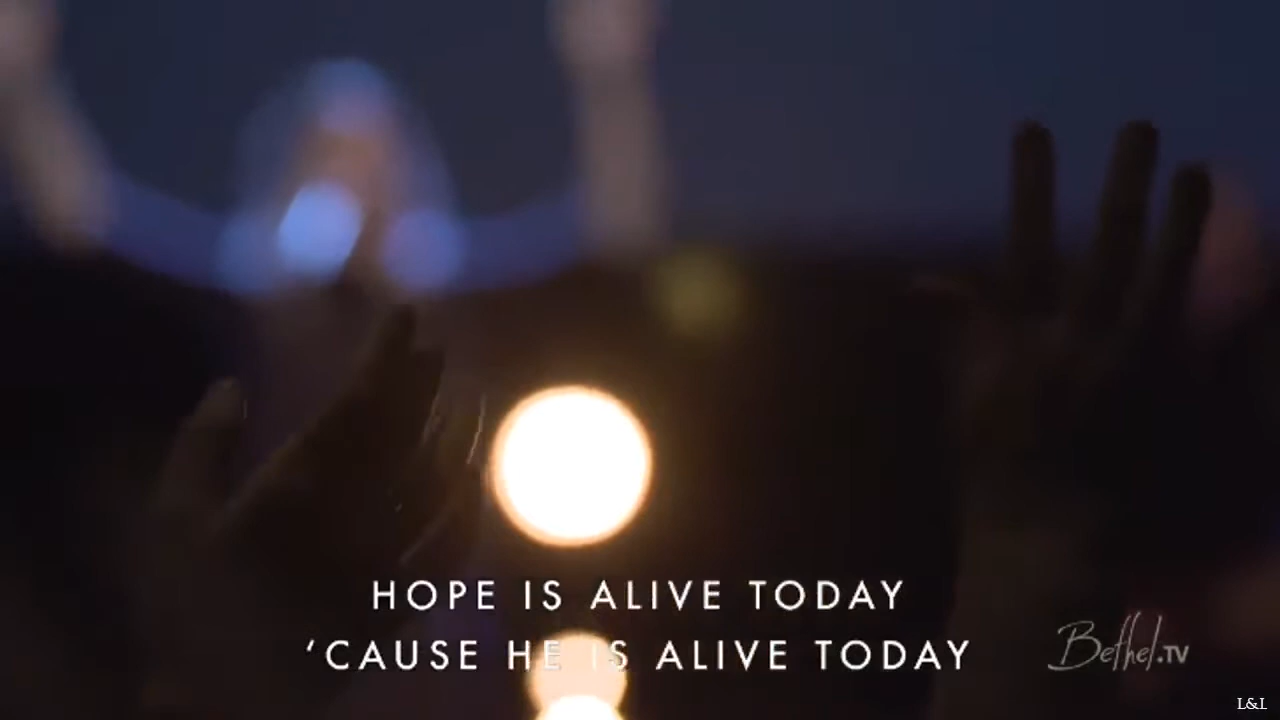 HOPE IS ALIVE TODAY
‘CAUSE HE IS ALIVE TODAY
Bethel.TV
L&L